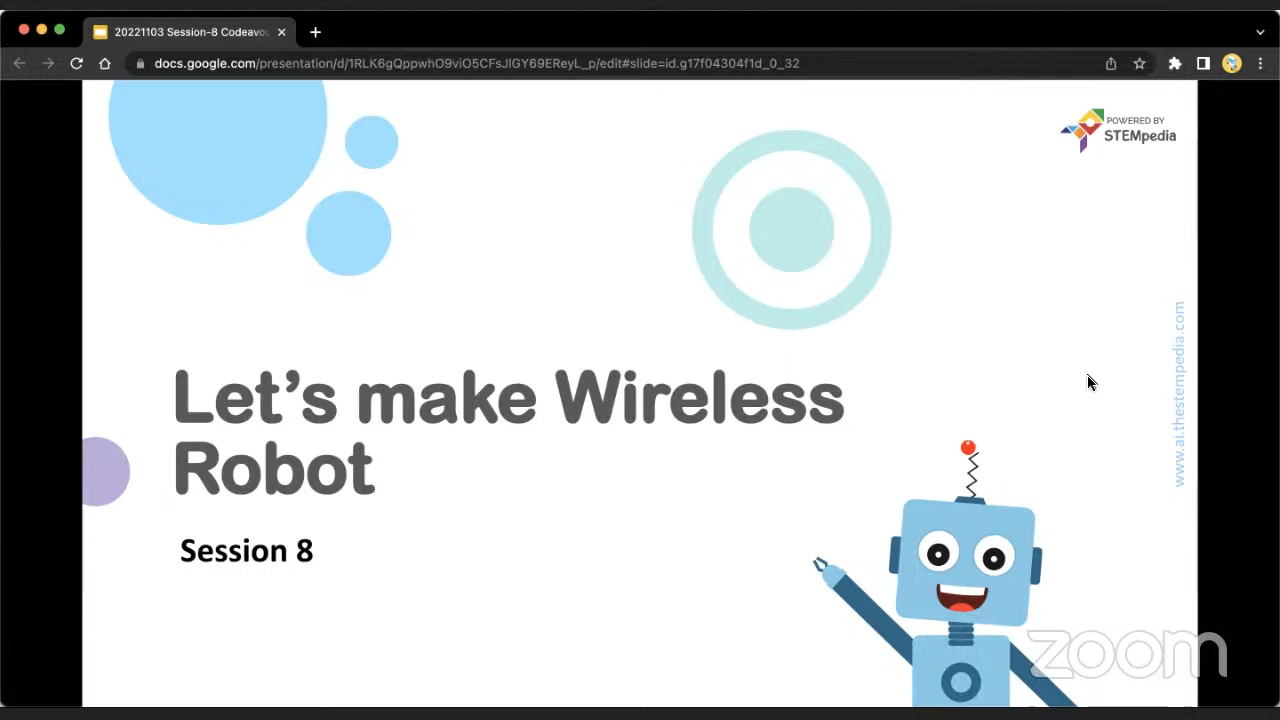 20221103 Session-8 Codeavou
docs.google.com/presentation/d/1RLK6gQppwhO9viO5CFsJlGY69EReyL_p/edit#slide=id.g17f04304f1d_0_32
POWERED BY
STEMpedia
www.ai.thestempedia.com
Let's make Wireless
Robot
Session 8
zoom